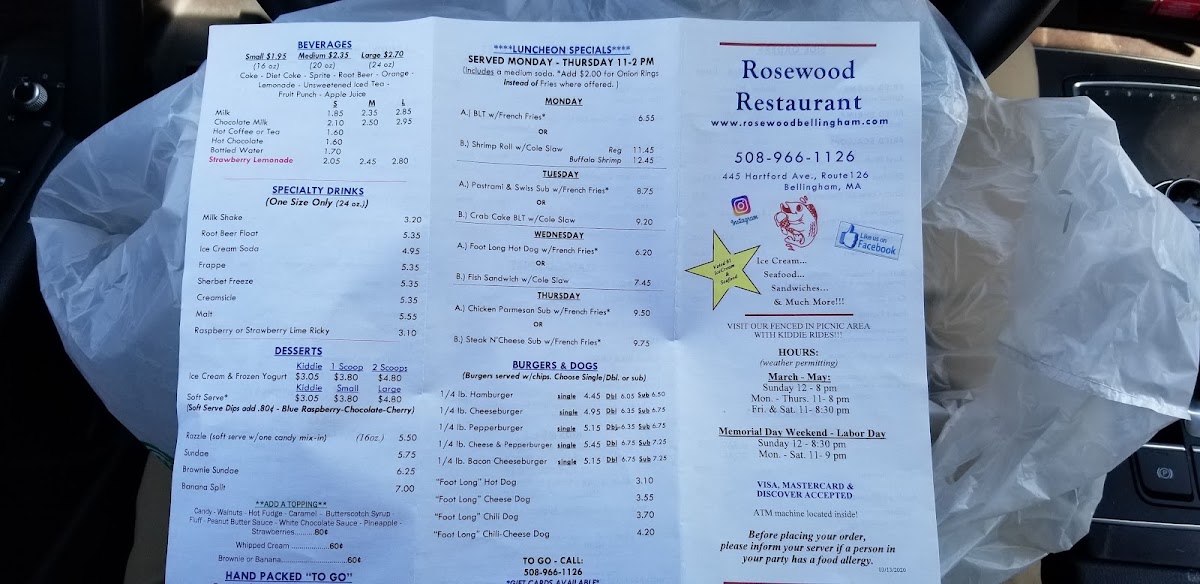 BEVERAGES
Small $1.95 Medium $2.35 Large $2.70
(16 oz) (20 oz) (24 oz)
Coke - Diet Coke - Sprite - Root Beer - Orange -
Lemonade - Unsweetened Iced Tea -
Fruit Punch - Apple Juice
S M L
Milk 1.85 2.35 2.85
Chocolate Milk 2.10 2.50 2.95
Hot Coffee or Tea 1.60
Hot Chocolate 1.60
Bottled Water 1.70
Strawberry Lemonade 2.05 2.45 2.80
SPECIALTY DRINKS
(One Size Only (24 oz.))
Milk Shake 3.20
Root Beer Float 5.35
Ice Cream Soda 4.95
Frappe 5.35
Sherbet Freeze 5.35
Creamsicle 5.35
Malt 5.55
Raspberry or Strawberry Lime Ricky 3.10
DESSERTS
Kiddie 1 Scoop 2 Scoops
Ice Cream & Frozen Yogurt $3.05 $3.80 $4.80
Kiddie Small Large
Soft Serve* $3.05 $3.80 $4.80
(Soft Serve Dips add .80¢ - Blue Raspberry-Chocolate-Cherry)
Razzle (soft serve w/one candy mix-in) (16oz.) 5.50
Sundae 5.75
Brownie Sundae 6.25
Banana Split 7.00
**ADD A TOPPING**
Candy - Walnuts - Hot Fudge - Caramel - Butterscotch Syrup -
Fluff - Peanut Butter Sauce - White Chocolate Sauce - Pineapple -
Strawberries.........80¢
Whipped Cream ................60¢
Brownie or Banana................60¢
HAND PACKED "TO GO"
****LUNCHEON SPECIALS****
SERVED MONDAY - THURSDAY 11-2 PM
(Includes a medium soda. *Add $2.00 for Onion Rings
Instead of Fries where offered.)
MONDAY
A.) BLT w/French Fries* 6.55
OR
B.) Shrimp Roll w/Cole Slaw Reg 11.45
Buffalo Shrimp 12.45
TUESDAY
A.) Pastrami & Swiss Sub w/French Fries* 8.75
OR
B.) Crab Cake BLT w/Cole Slaw 9.20
WEDNESDAY
A.) Foot Long Hot Dog w/French Fries* 6.20
OR
B.) Fish Sandwich w/Cole Slaw 7.45
THURSDAY
A.) Chicken Parmesan Sub w/French Fries* 9.50
OR
B.) Steak N'Cheese Sub w/French Fries* 9.75
BURGERS & DOGS
(Burgers served w/chips. Choose Single/Dbl. or sub)
1/4 lb. Hamburger single 4.45 Dbl 6.05 Sub 6.50
1/4 lb. Cheeseburger single 4.95 Dbl 6.35 Sub 6.75
1/4 lb. Pepperburger single 5.15 Dbl 6.35 Sub 6.75
1/4 lb. Cheese & Pepperburger single 5.45 Dbl 6.75 Sub 7.25
1/4 lb. Bacon Cheeseburger single 5.15 Dbl 6.75 Sub 7.25
"Foot Long" Hot Dog 3.10
"Foot Long" Cheese Dog 3.55
"Foot Long" Chili Dog 3.70
"Foot Long" Chili-Cheese Dog 4.20
TO GO - CALL:
508-966-1126
*GIFT CARDS AVAILABLE*
Rosewood
Restaurant
www.rosewoodbellingham.com
508-966-1126
445 Hartford Ave., Route126
Bellingham, MA
Instagram
Like us on
Facebook
Voted #1
Ice Cream
&
Seafood
Ice Cream...
Seafood...
Sandwiches...
& Much More!!!
VISIT OUR FENCED IN PICNIC AREA
WITH KIDDIE RIDES!!!
HOURS:
(weather permitting)
March - May:
Sunday 12 - 8 pm
Mon. - Thurs. 11- 8 pm
Fri. & Sat. 11- 8:30 pm
Memorial Day Weekend - Labor Day
Sunday 12 - 8:30 pm
Mon. - Sat. 11- 9 pm
VISA, MASTERCARD &
DISCOVER ACCEPTED
ATM machine located inside!
Before placing your order,
please inform your server if a person in
your party has a food allergy.
03/13/2020